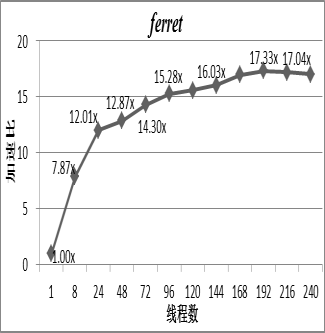 ferret
20
15
10
5
0
加速比
1.00x
7.87x
12.01x
12.87x
14.30x
15.28x
16.03x
17.33x
17.04x
1 8 24 48 72 96 120 144 168 192 216 240
线程数